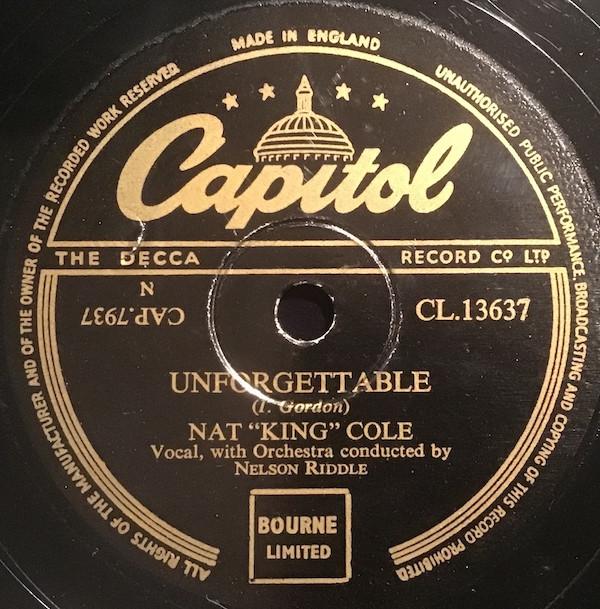 MADE IN ENGLAND
UNAUTHORISED PUBLIC PERFORMANCE, BROADCASTING AND COPYING OF THIS RECORD PROHIBITED
ALL RIGHTS OF THE MANUFACTURER AND OF THE OWNER OF THE RECORDED WORK RESERVED
Capitol
THE DECCA RECORD Cº LTD
N
CAP.7937
CL.13637
UNFORGETTABLE
(I. Gordon)
NAT "KING" COLE
Vocal, with Orchestra conducted by
NELSON RIDDLE
BOURNE
LIMITED